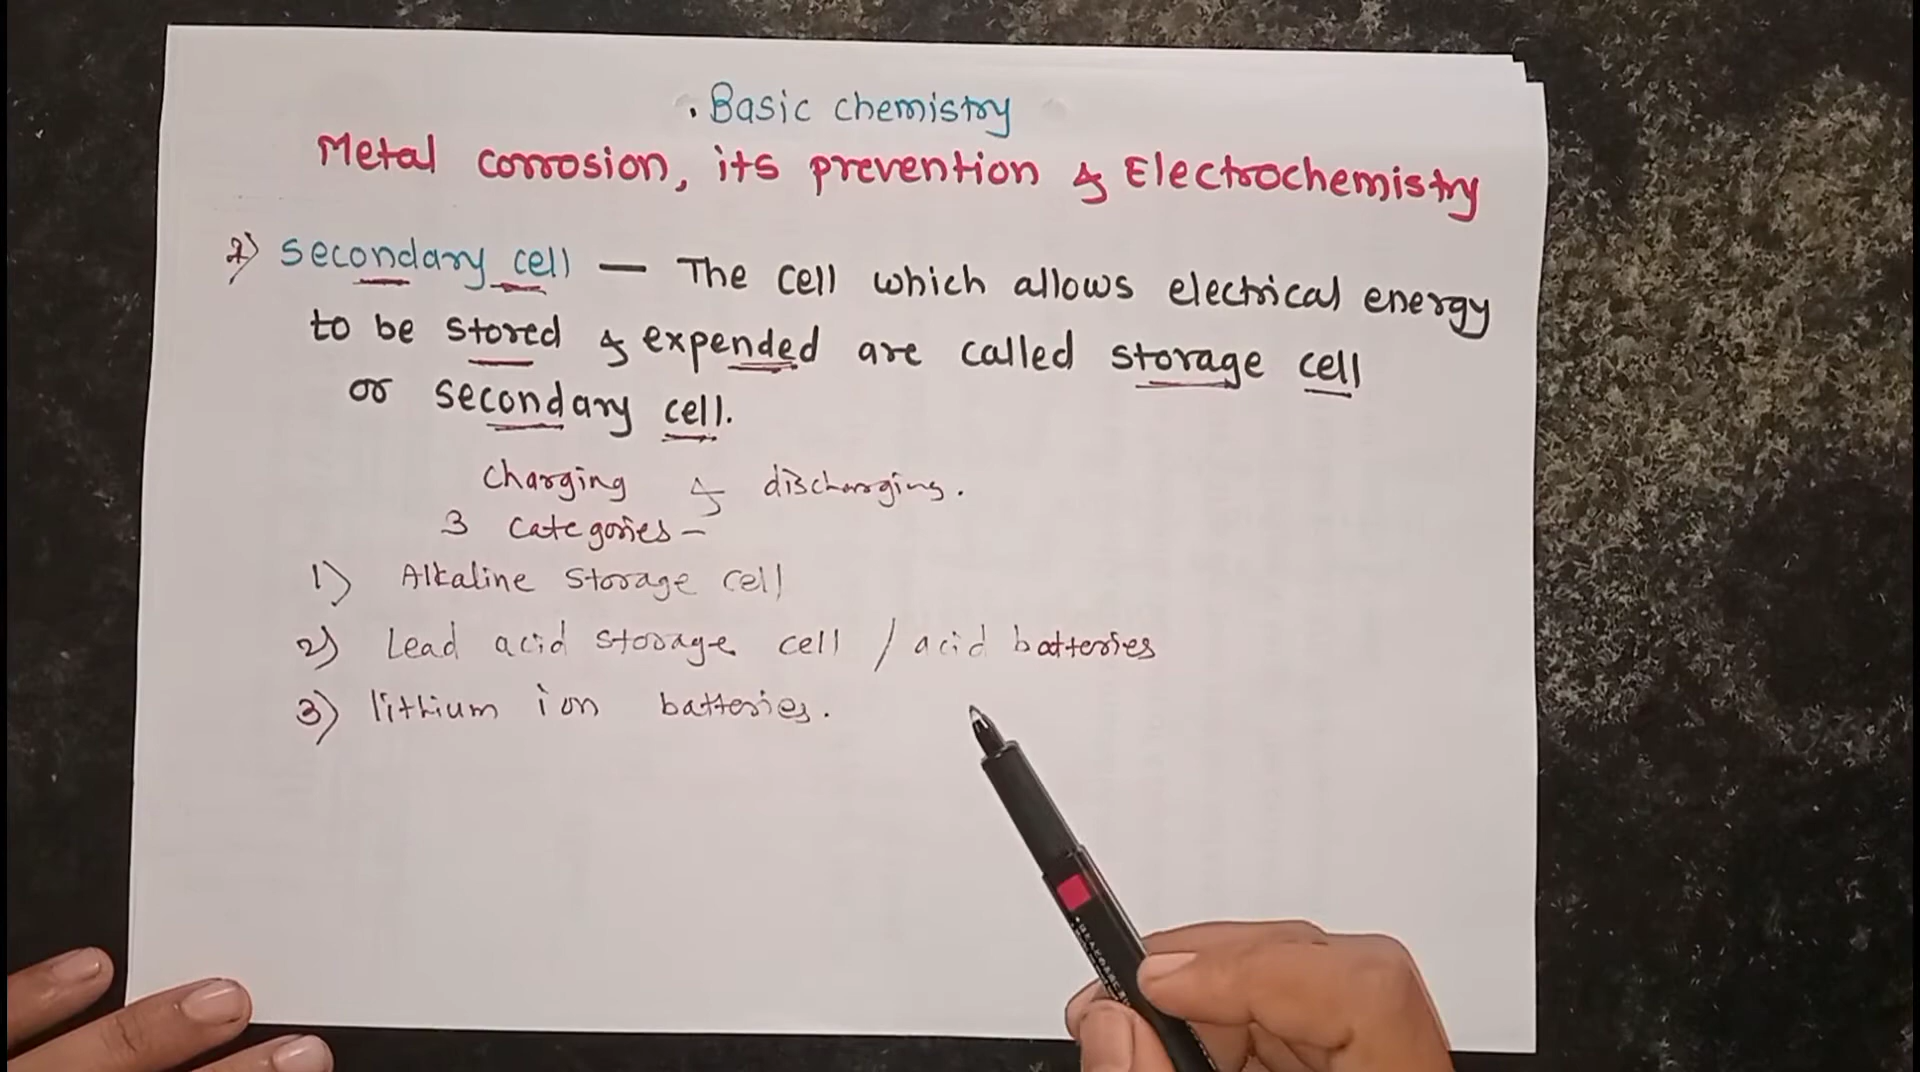 . Basic chemistry
Metal corrosion, its prevention & Electrochemistry
2) secondary cell — The cell which allows electrical energy
to be stored & expended are called storage cell
or secondary cell.
charging & discharging.
3 categories -
1) Alkaline storage cell
2) Lead acid storage cell / acid batteries
3) lithium ion batteries.